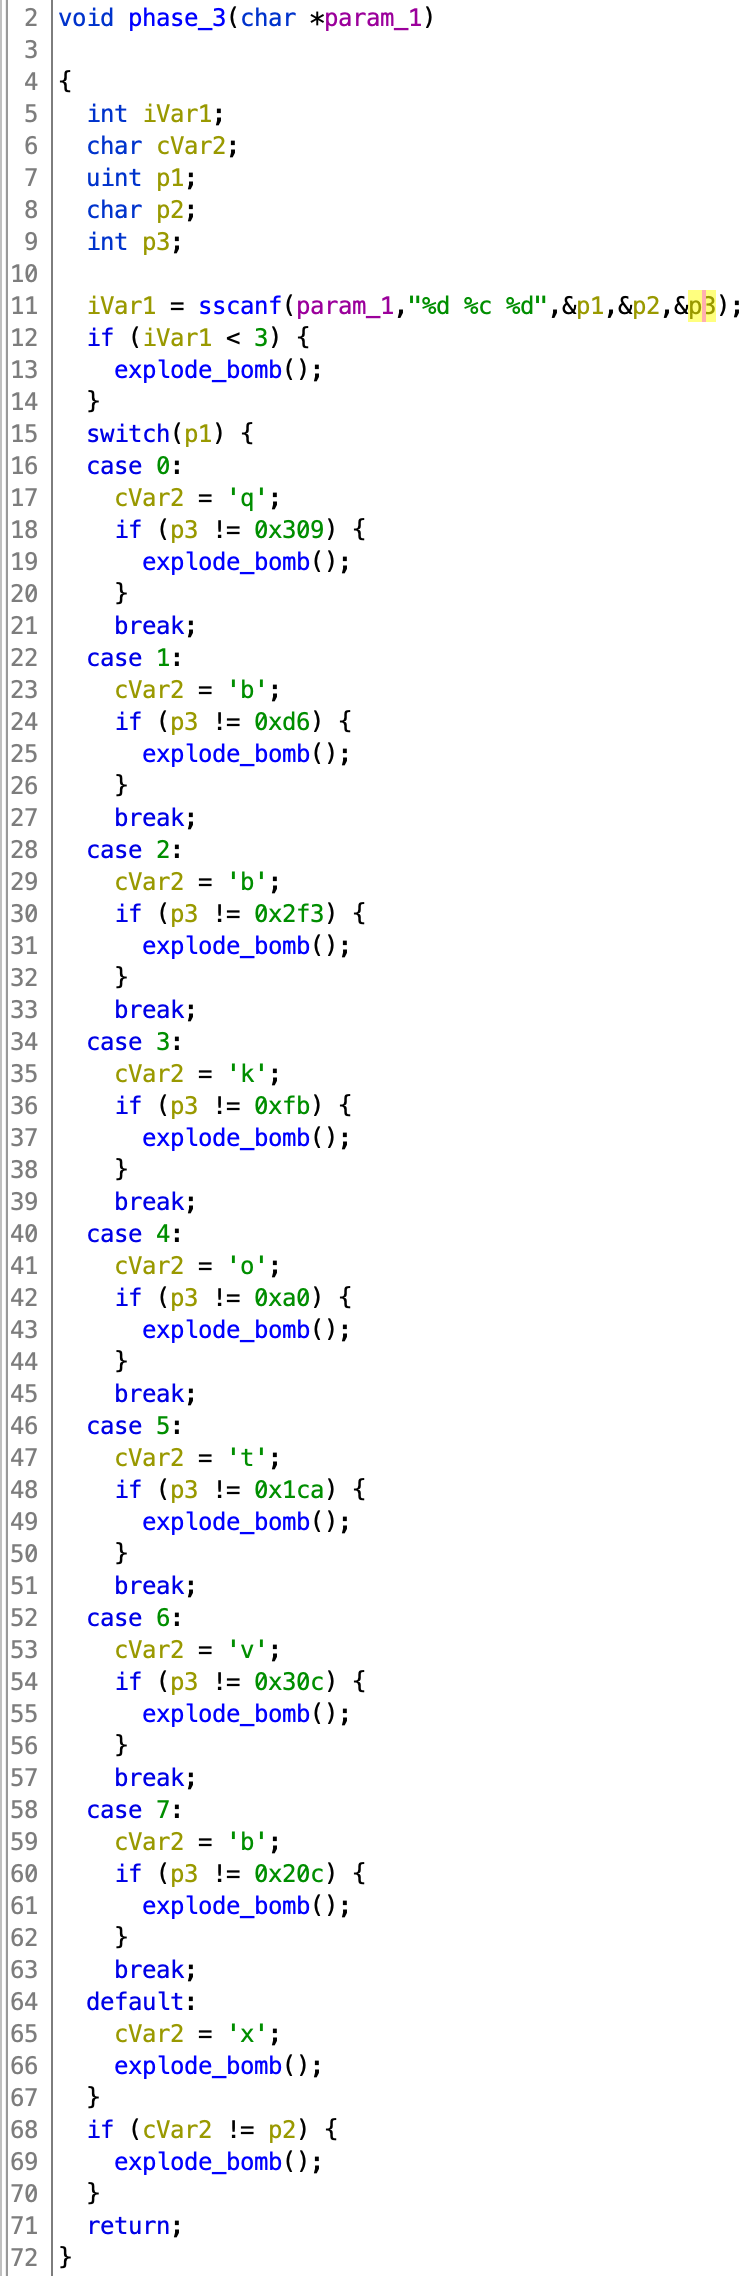 2 void phase_3(char *param_1)
3
4 {
5   int iVar1;
6   char cVar2;
7   uint p1;
8   char p2;
9   int p3;
10
11   iVar1 = sscanf(param_1,"%d %c %d",&p1,&p2,&p3);
12   if (iVar1 < 3) {
13     explode_bomb();
14   }
15   switch(p1) {
16   case 0:
17     cVar2 = 'q';
18     if (p3 != 0x309) {
19       explode_bomb();
20     }
21     break;
22   case 1:
23     cVar2 = 'b';
24     if (p3 != 0xd6) {
25       explode_bomb();
26     }
27     break;
28   case 2:
29     cVar2 = 'b';
30     if (p3 != 0x2f3) {
31       explode_bomb();
32     }
33     break;
34   case 3:
35     cVar2 = 'k';
36     if (p3 != 0xfb) {
37       explode_bomb();
38     }
39     break;
40   case 4:
41     cVar2 = 'o';
42     if (p3 != 0xa0) {
43       explode_bomb();
44     }
45     break;
46   case 5:
47     cVar2 = 't';
48     if (p3 != 0x1ca) {
49       explode_bomb();
50     }
51     break;
52   case 6:
53     cVar2 = 'v';
54     if (p3 != 0x30c) {
55       explode_bomb();
56     }
57     break;
58   case 7:
59     cVar2 = 'b';
60     if (p3 != 0x20c) {
61       explode_bomb();
62     }
63     break;
64   default:
65     cVar2 = 'x';
66     explode_bomb();
67   }
68   if (cVar2 != p2) {
69     explode_bomb();
70   }
71   return;
72 }